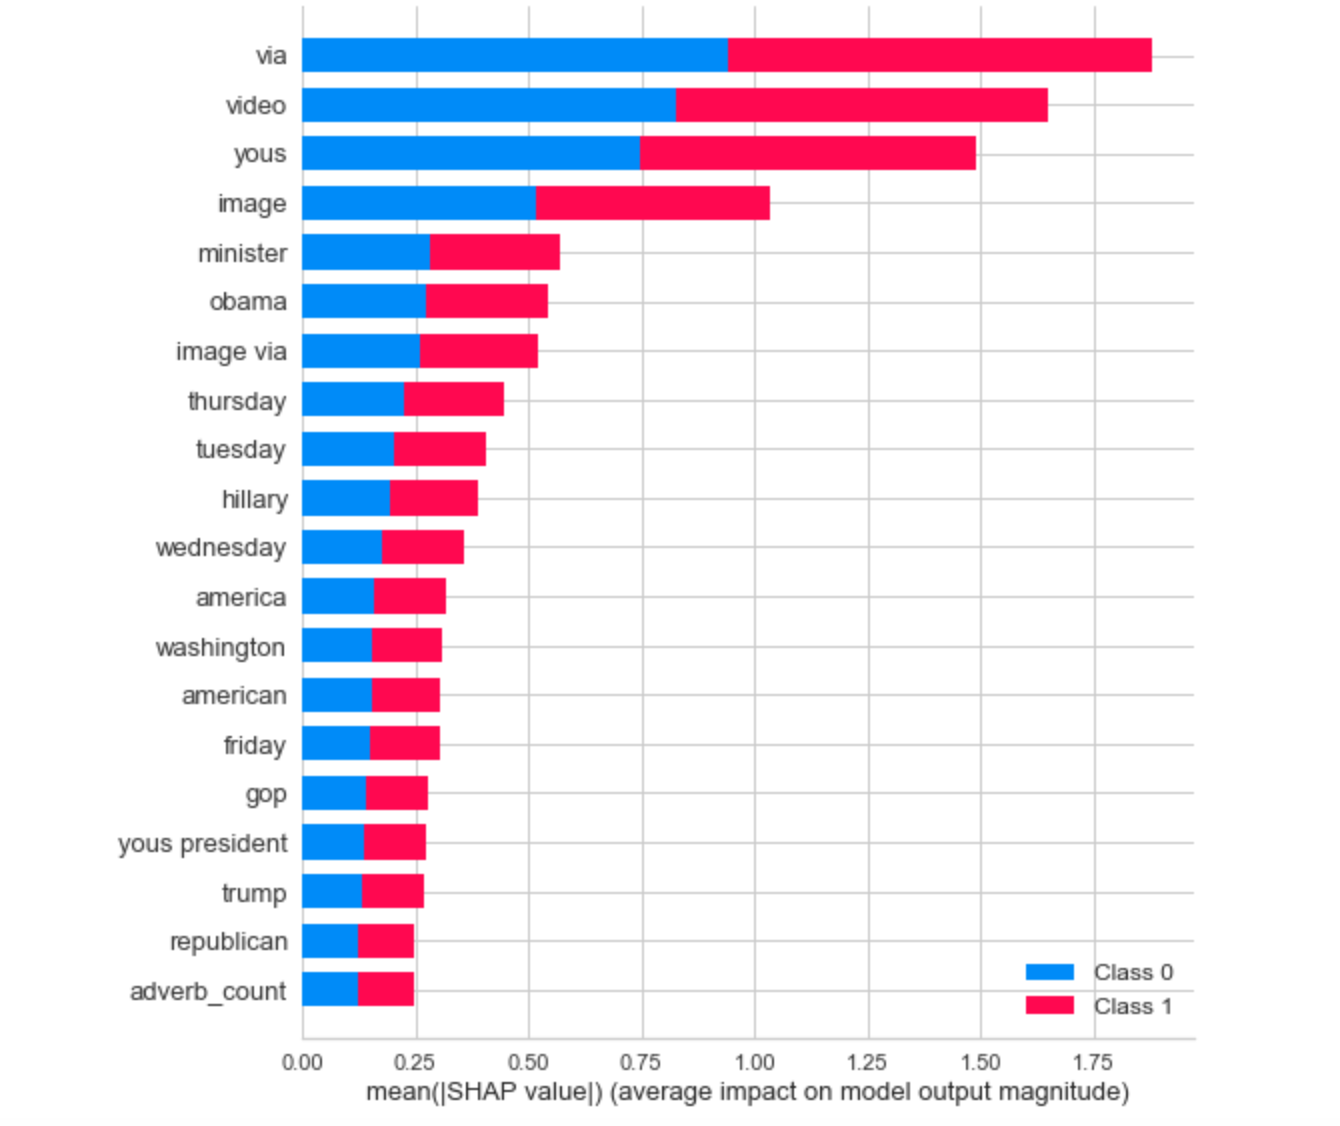 via
video
yous
image
minister
obama
image via
thursday
tuesday
hillary
wednesday
america
washington
american
friday
gop
yous president
trump
republican
adverb_count
Class 0
Class 1
0.00 0.25 0.50 0.75 1.00 1.25 1.50 1.75
mean(|SHAP value|) (average impact on model output magnitude)